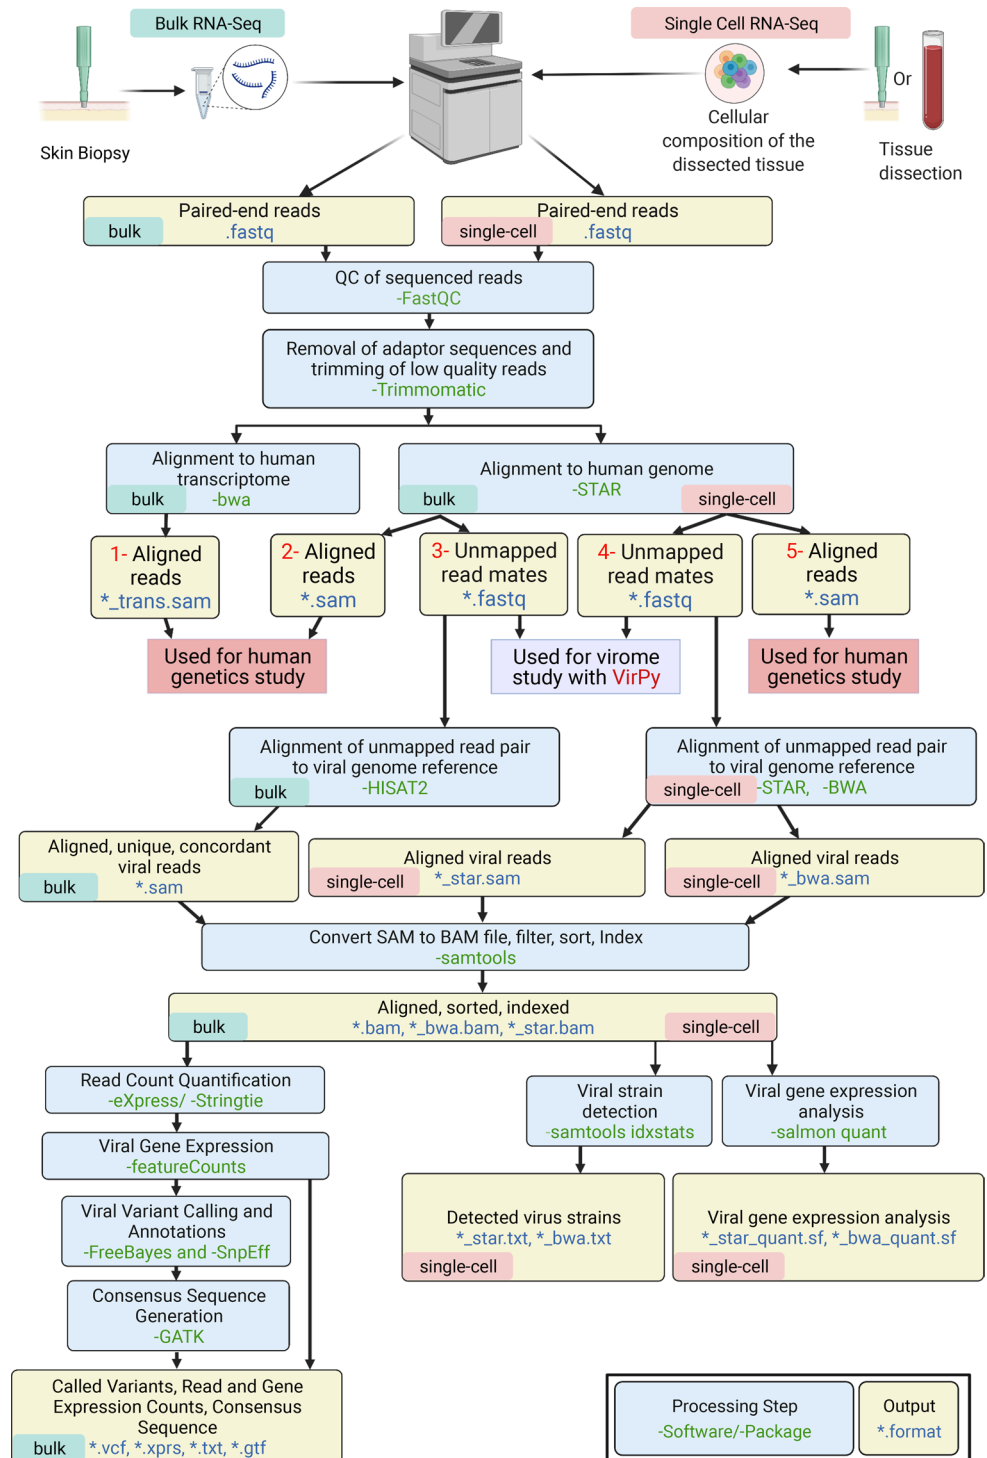 Bulk RNA-Seq
Single Cell RNA-Seq
Skin Biopsy
Or
Cellular
composition of the
dissected tissue
Tissue
dissection
Paired-end reads
bulk .fastq
Paired-end reads
single-cell .fastq
QC of sequenced reads
-FastQC
Removal of adaptor sequences and
trimming of low quality reads
-Trimmomatic
Alignment to human
transcriptome
bulk -bwa
Alignment to human genome
-STAR
bulk single-cell
1- Aligned
reads
*_trans.sam
2- Aligned
reads
*.sam
3- Unmapped
read mates
*.fastq
4- Unmapped
read mates
*.fastq
5- Aligned
reads
*.sam
Used for human
genetics study
Used for virome
study with VirPy
Used for human
genetics study
Alignment of unmapped read pair
to viral genome reference
bulk -HISAT2
Alignment of unmapped read pair
to viral genome reference
single-cell -STAR, -BWA
Aligned, unique, concordant
viral reads
bulk *.sam
Aligned viral reads
single-cell *_star.sam
Aligned viral reads
single-cell *_bwa.sam
Convert SAM to BAM file, filter, sort, Index
-samtools
Aligned, sorted, indexed
bulk *.bam, *_bwa.bam, *_star.bam single-cell
Read Count Quantification
-eXpress/ -Stringtie
Viral strain
detection
-samtools idxstats
Viral gene expression
analysis
-salmon quant
Viral Gene Expression
-featureCounts
Viral Variant Calling and
Annotations
-FreeBayes and -SnpEff
Detected virus strains
*_star.txt, *_bwa.txt
single-cell
Viral gene expression analysis
*_star_quant.sf, *_bwa_quant.sf
single-cell
Consensus Sequence
Generation
-GATK
Called Variants, Read and Gene
Expression Counts, Consensus
Sequence
bulk *.vcf, *.xprs, *.txt, *.gtf
Processing Step
-Software/-Package
Output
*.format